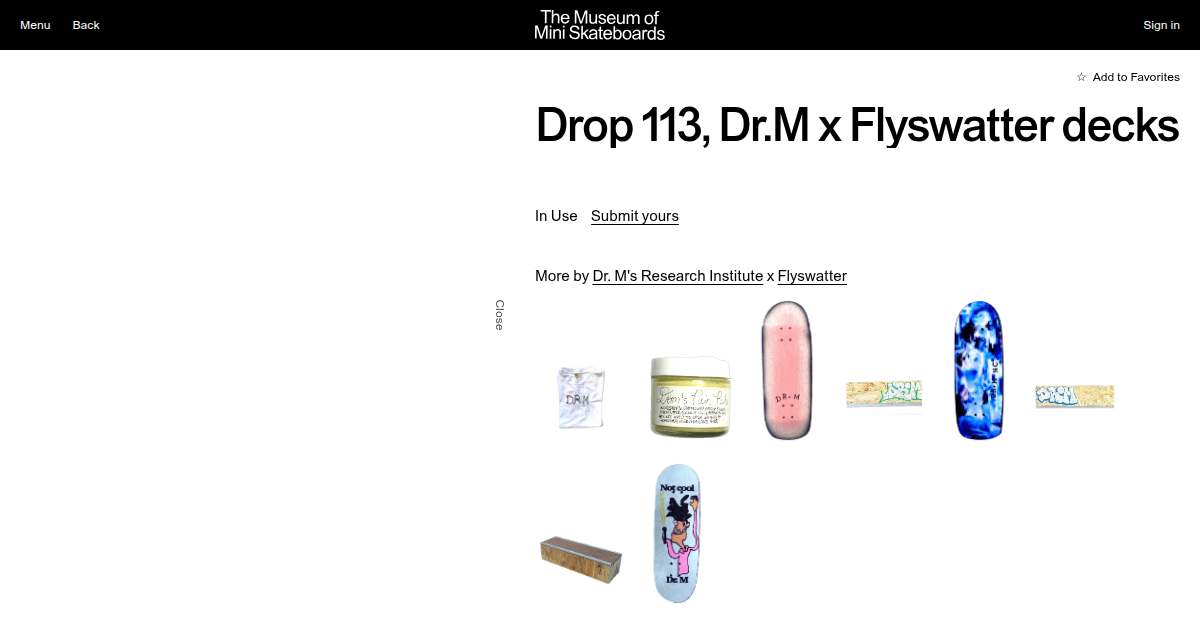 Menu
Back
The Museum of
Mini Skateboards
Sign in
☆ Add to Favorites
Drop 113, Dr.M x Flyswatter decks
In Use Submit yours
More by Dr. M's Research Institute x Flyswatter
Close
DR.M
DR-M
Not cool
Dr. M